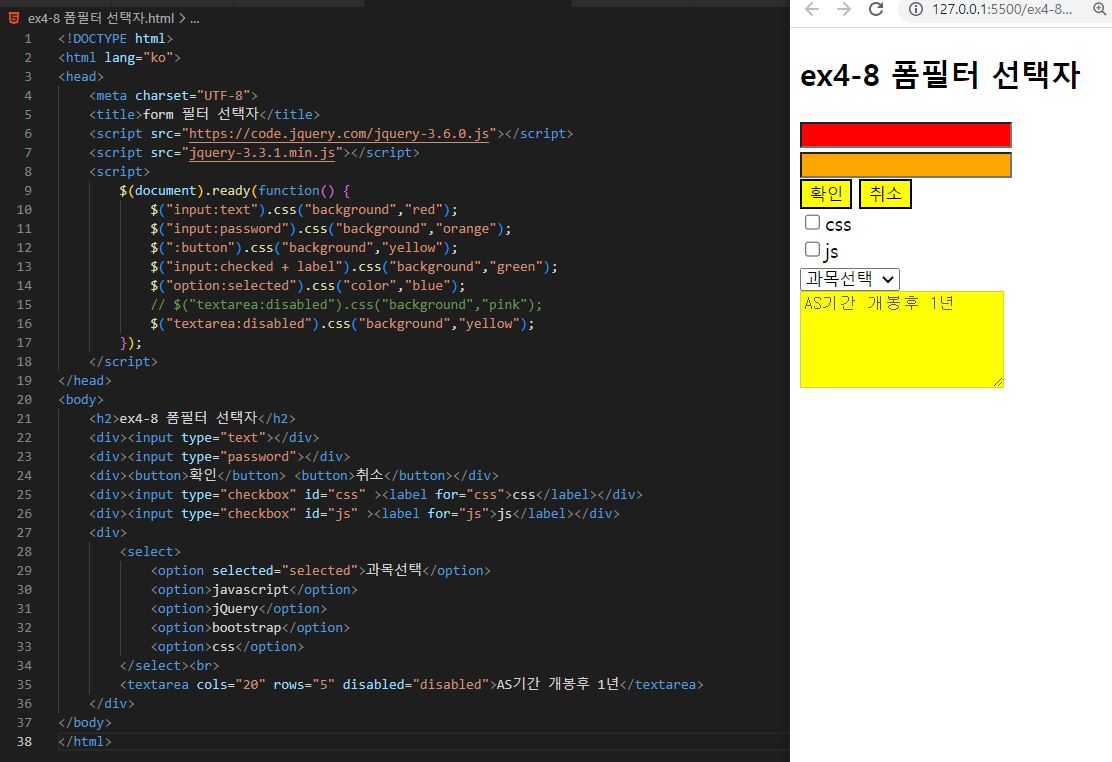 ex4-8 폼필터 선택자.html > ...
1 <!DOCTYPE html>
2 <html lang="ko">
3 <head>
4 <meta charset="UTF-8">
5 <title>form 필터 선택자</title>
6 <script src="https://code.jquery.com/jquery-3.6.0.js"></script>
7 <script src="jquery-3.3.1.min.js"></script>
8 <script>
9 $(document).ready(function() {
10 $("input:text").css("background","red");
11 $("input:password").css("background","orange");
12 $(":button").css("background","yellow");
13 $("input:checked + label").css("background","green");
14 $("option:selected").css("color","blue");
15 // $("textarea:disabled").css("background","pink");
16 $("textarea:disabled").css("background","yellow");
17 });
18 </script>
19 </head>
20 <body>
21 <h2>ex4-8 폼필터 선택자</h2>
22 <div><input type="text"></div>
23 <div><input type="password"></div>
24 <div><button>확인</button> <button>취소</button></div>
25 <div><input type="checkbox" id="css" ><label for="css">css</label></div>
26 <div><input type="checkbox" id="js" ><label for="js">js</label></div>
27 <div>
28 <select>
29 <option selected="selected">과목선택</option>
30 <option>javascript</option>
31 <option>jQuery</option>
32 <option>bootstrap</option>
33 <option>css</option>
34 </select><br>
35 <textarea cols="20" rows="5" disabled="disabled">AS기간 개봉후 1년</textarea>
36 </div>
37 </body>
38 </html>
127.0.0.1:5500/ex4-8...
ex4-8 폼필터 선택자
확인 취소
css
js
과목선택
AS기간 개봉후 1년